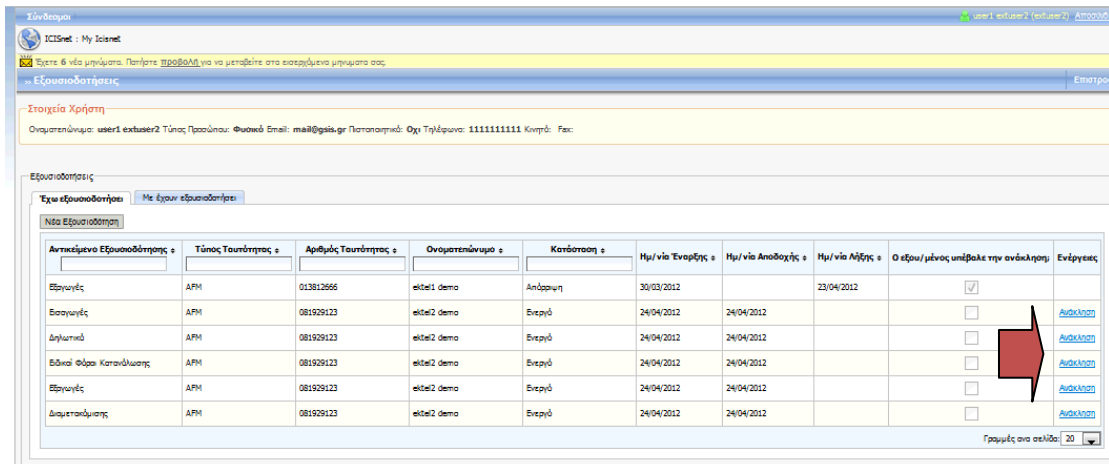 Σύνδεσμοι user1 extuser2 (extuser2)
ICISnet : My Icisnet
Έχετε 6 νέα μηνύματα. Πατήστε προβολή για να μεταβείτε στα εισερχόμενα μηνυματα σας.
» Εξουσιοδοτήσεις Επιστρο
Στοιχεία Χρήστη
Ονοματεπώνυμο: user1 extuser2 Τύπος Προσώπου: Φυσικό Email: mail@gsis.gr Πιστοποιητικό: Οχι Τηλέφωνο: 1111111111 Κινητό: Fax:
Εξουσιοδοτήσεις
Έχω εξουσιοδοτήσει Με έχουν εξουσιοδοτήσει
Νέα Εξουσιοδότηση
Αντικείμενο Εξουσιοδότησης Τύπος Ταυτότητας Αριθμός Ταυτότητας Ονοματεπώνυμο Κατάσταση Ημ/νία Έναρξης Ημ/νία Αποδοχής Ημ/νία Λήξης Ο εξου/μένος υπέβαλε την ανάκληση; Ενέργειες
Εξαγωγές AFM 013812666 ektel1 demo Απόρριψη 30/03/2012 23/04/2012
Εισαγωγές AFM 081929123 ektel2 demo Ενεργό 24/04/2012 24/04/2012 Ανάκληση
Δηλωτικά AFM 081929123 ektel2 demo Ενεργό 24/04/2012 24/04/2012 Ανάκληση
Ειδικοί Φόροι Κατανάλωσης AFM 081929123 ektel2 demo Ενεργό 24/04/2012 24/04/2012 Ανάκληση
Εξαγωγές AFM 081929123 ektel2 demo Ενεργό 24/04/2012 24/04/2012 Ανάκληση
Διαμετακόμισης AFM 081929123 ektel2 demo Ενεργό 24/04/2012 24/04/2012 Ανάκληση
Γραμμές ανα σελίδα: 20